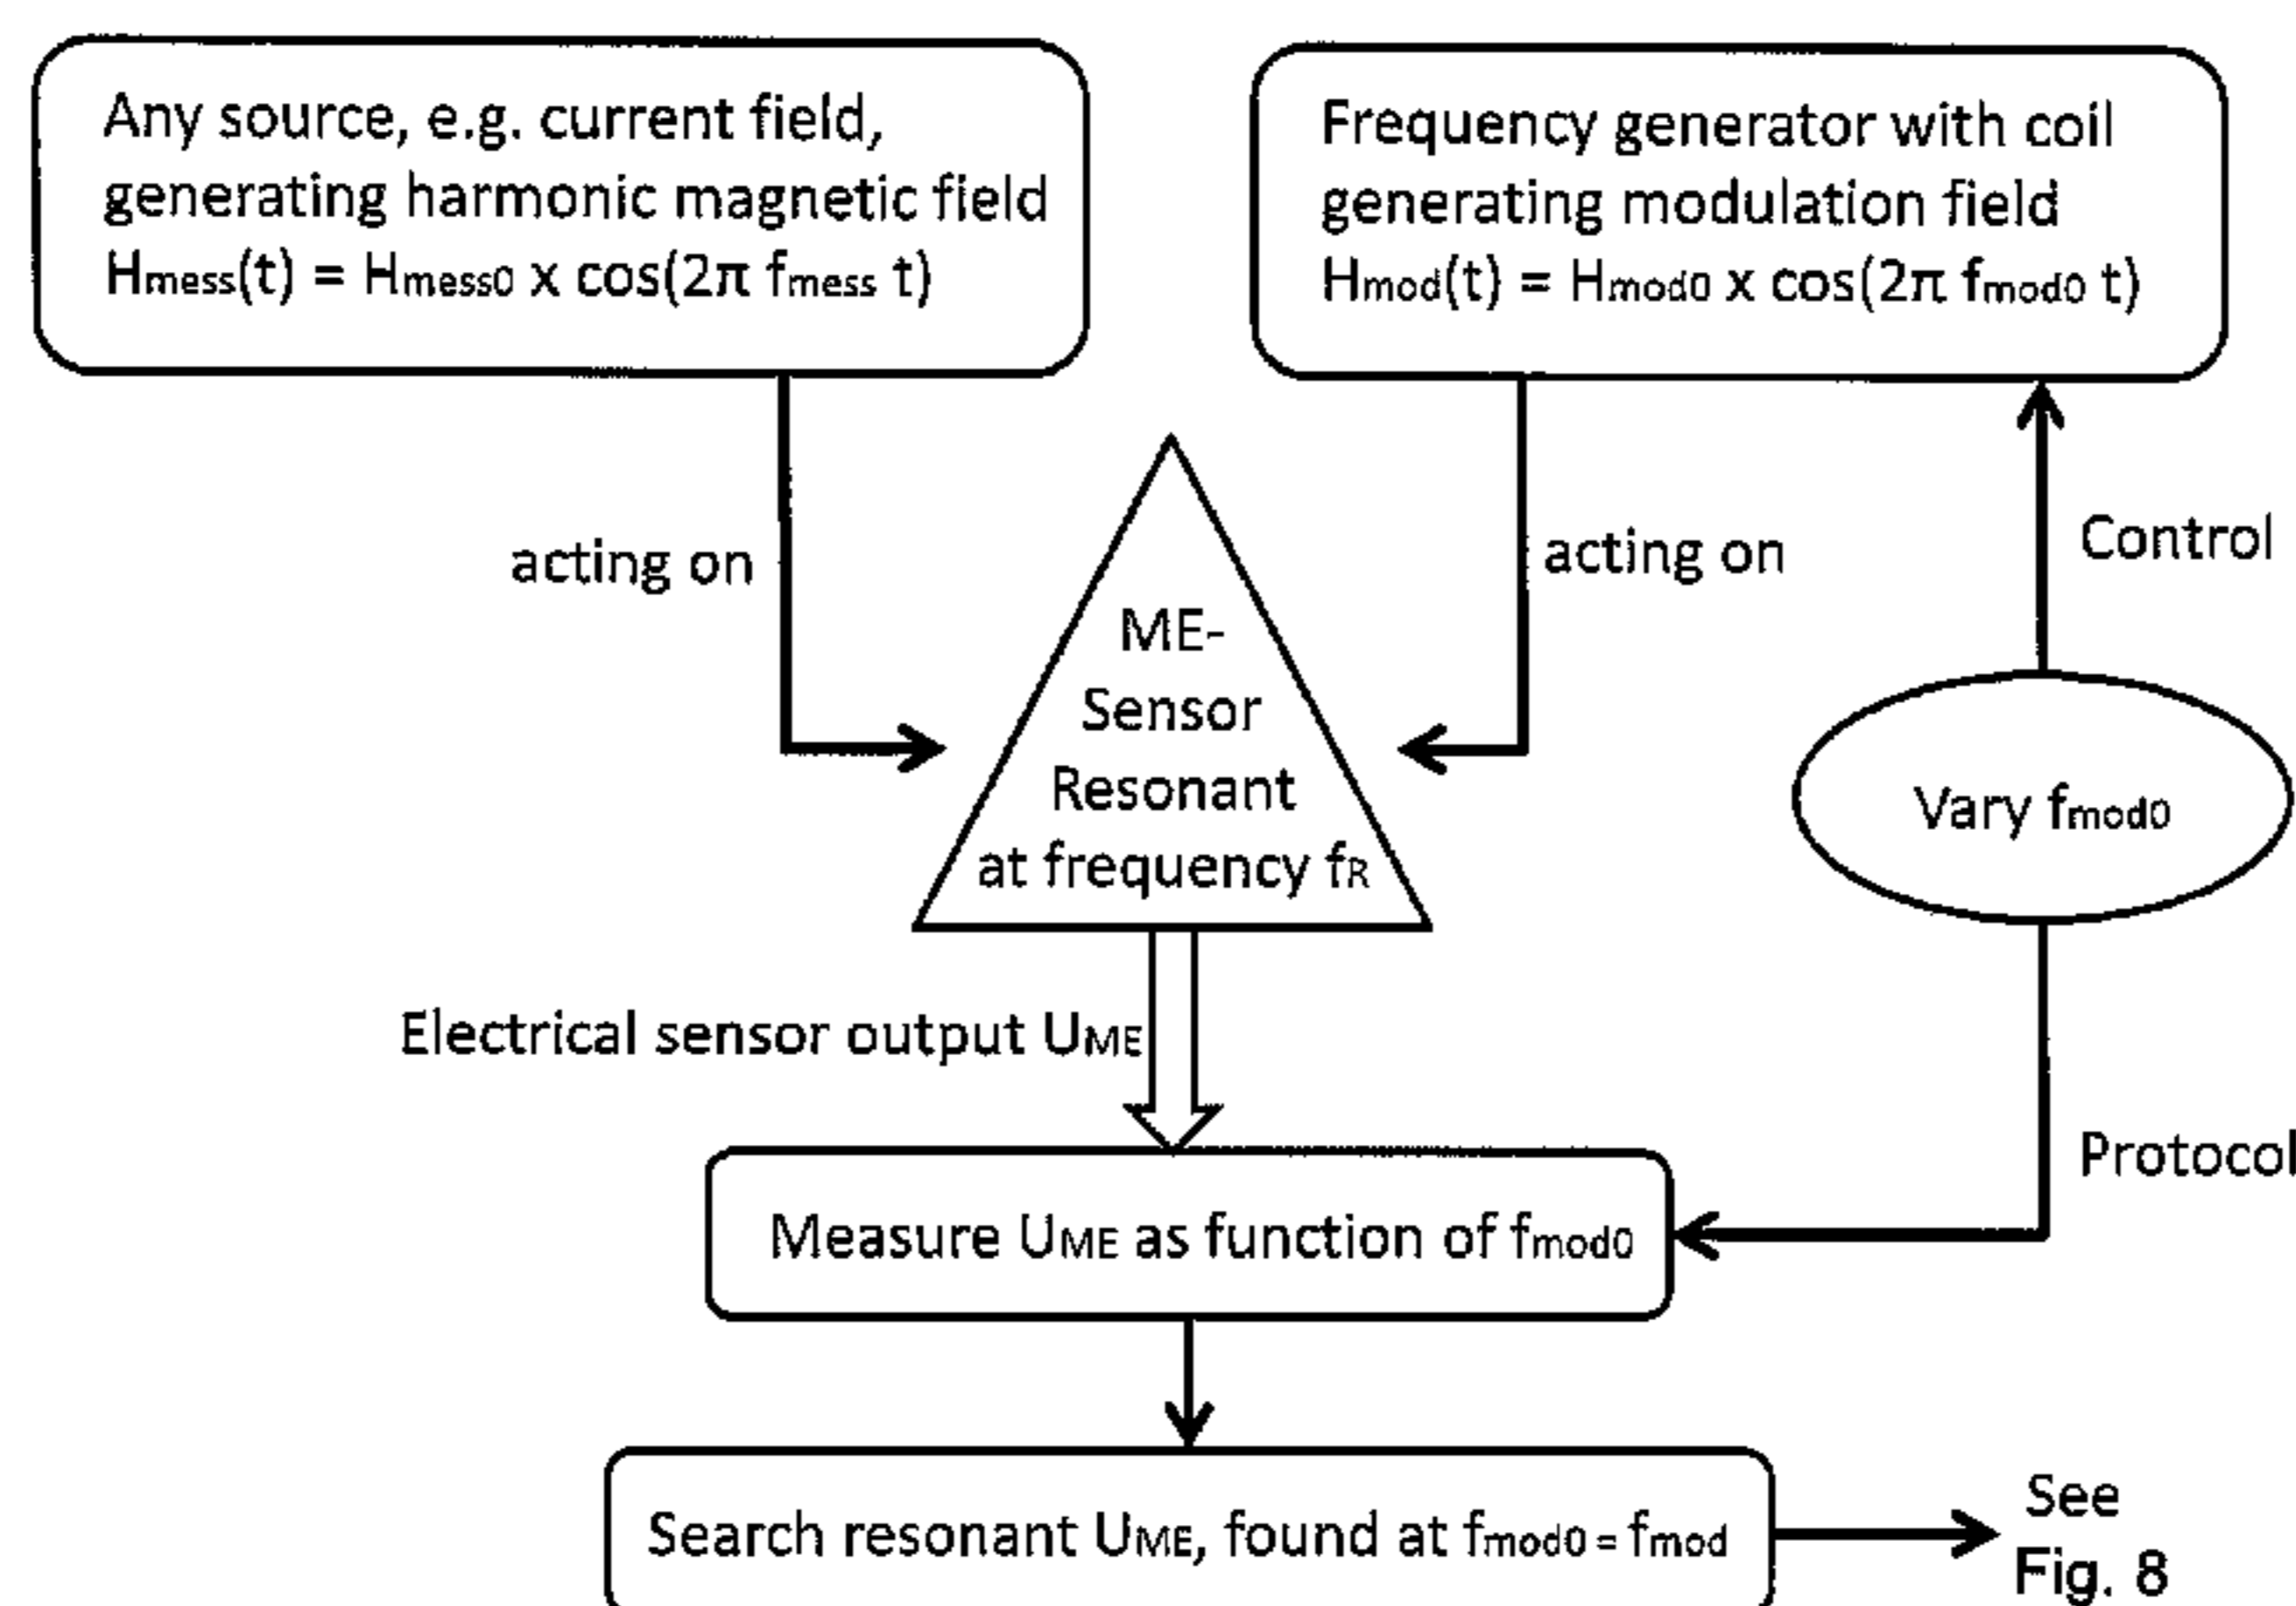 Any source, e.g. current field,
generating harmonic magnetic field
Hmess(t) = Hmess0 x cos(2π fmess t)
Frequency generator with coil
generating modulation field
Hmod(t) = Hmod0 x cos(2π fmod0 t)
acting on
acting on
Control
ME-
Sensor
Resonant
at frequency fR
Vary fmod0
Electrical sensor output UME
Protocol
Measure UME as function of fmod0
Search resonant UME, found at fmod0 = fmod
See
Fig. 8